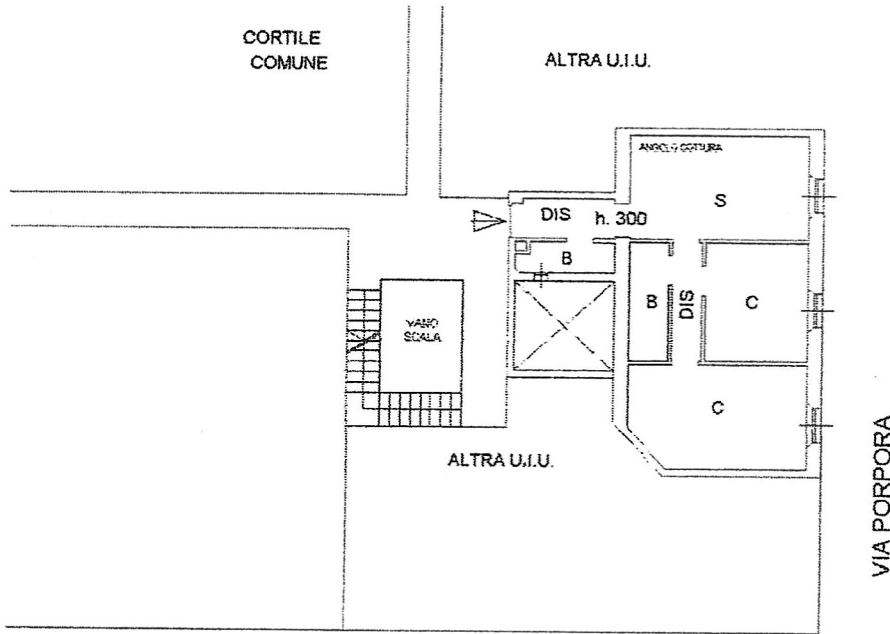 CORTILE
COMUNE
ALTRA U.I.U.
ANGOLO COTTURA
S
DIS
h. 300
B
B
DIS
C
VANO
SCALA
C
ALTRA U.I.U.
VIA PORPORA